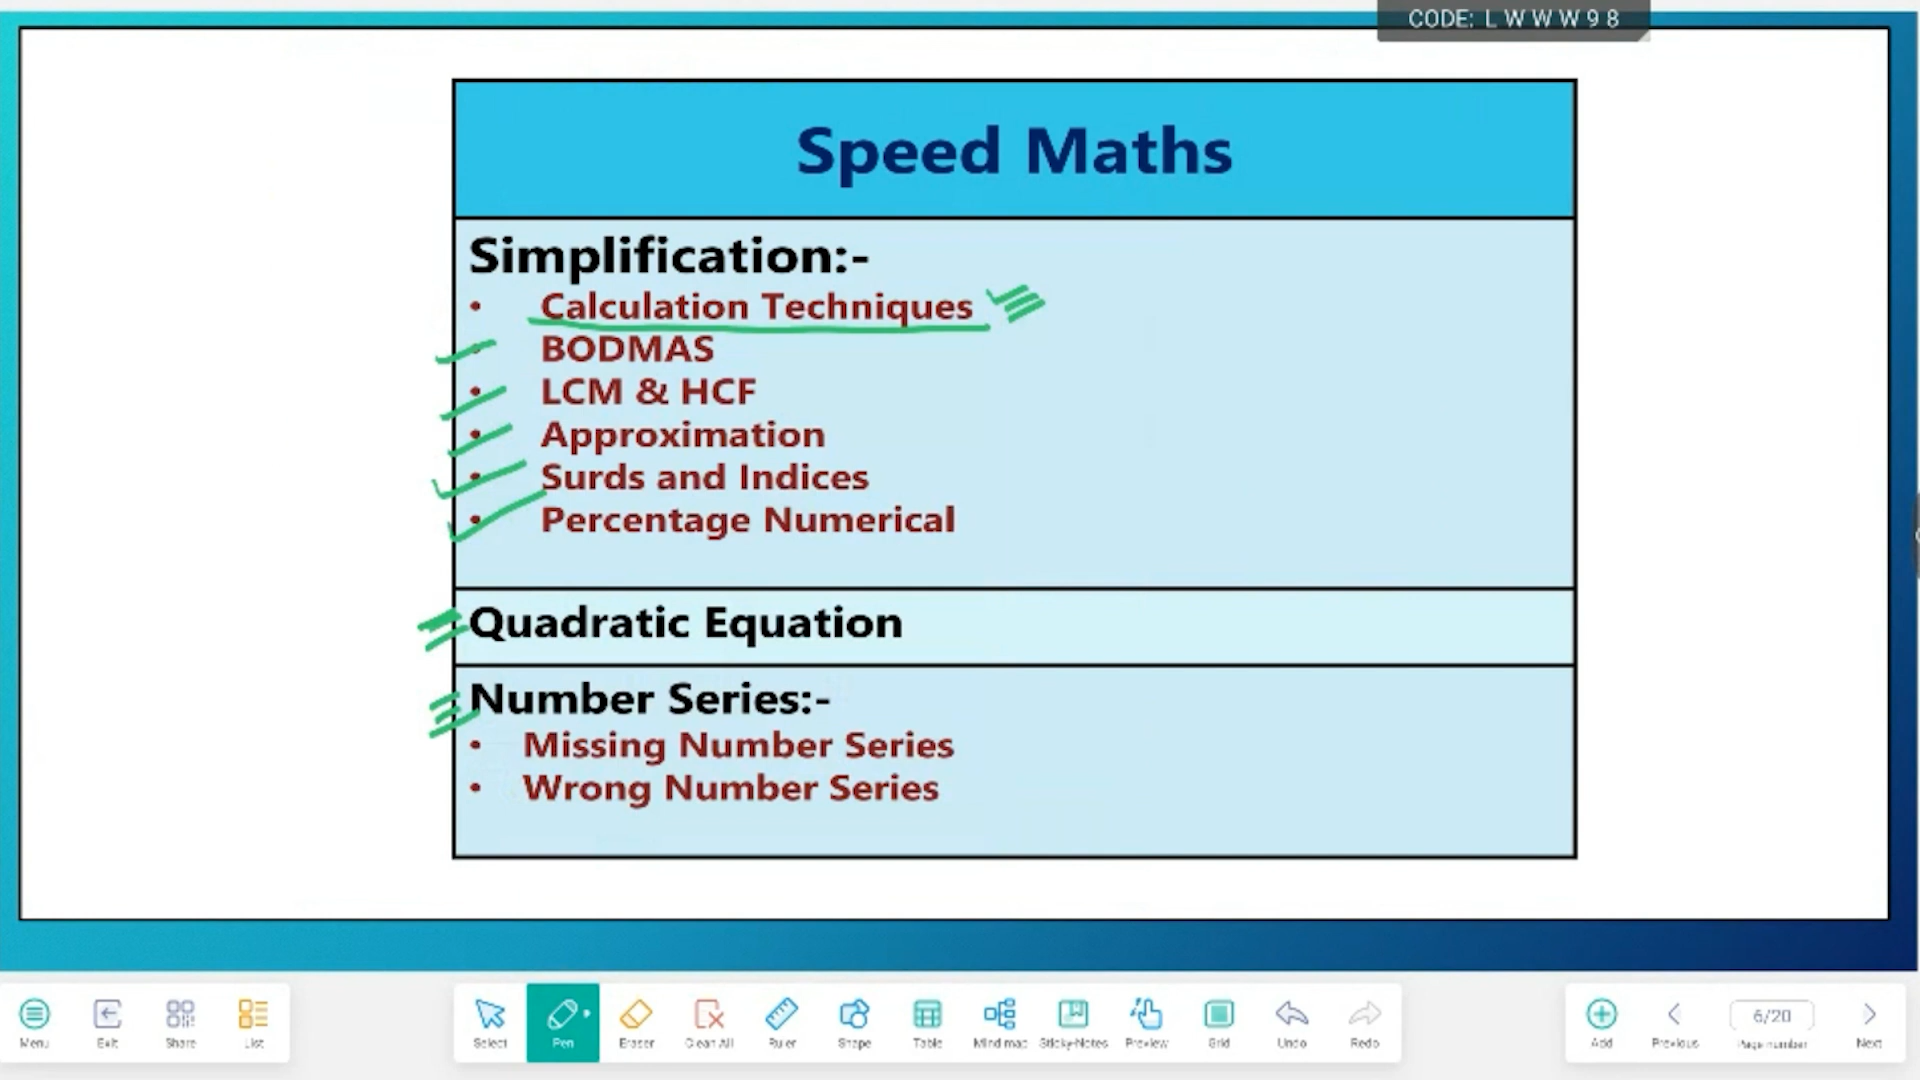 CODE: L W W W 9 8
Speed Maths
Simplification:-
• Calculation Techniques
• BODMAS
• LCM & HCF
• Approximation
• Surds and Indices
• Percentage Numerical
Quadratic Equation
Number Series:-
• Missing Number Series
• Wrong Number Series
Menu Exit Share List Select Pen Eraser Clean All Ruler Shape Table Mind map Sticky-Notes Preview Grid Undo Redo Add Previous 6/20 Page number Next